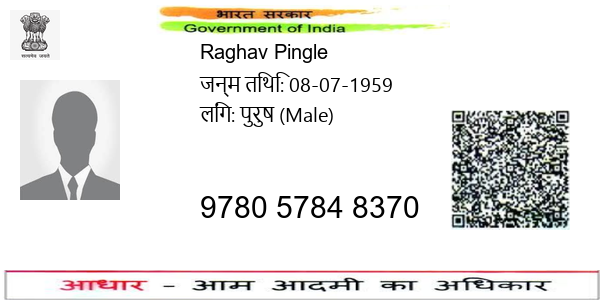 भारत सरकार
Government of India
सत्यमेव जयते
Raghav Pingle
जन्म तिथि: 08-07-1959
लिंग: पुरुष (Male)
9780 5784 8370
आधार - आम आदमी का अधिकार